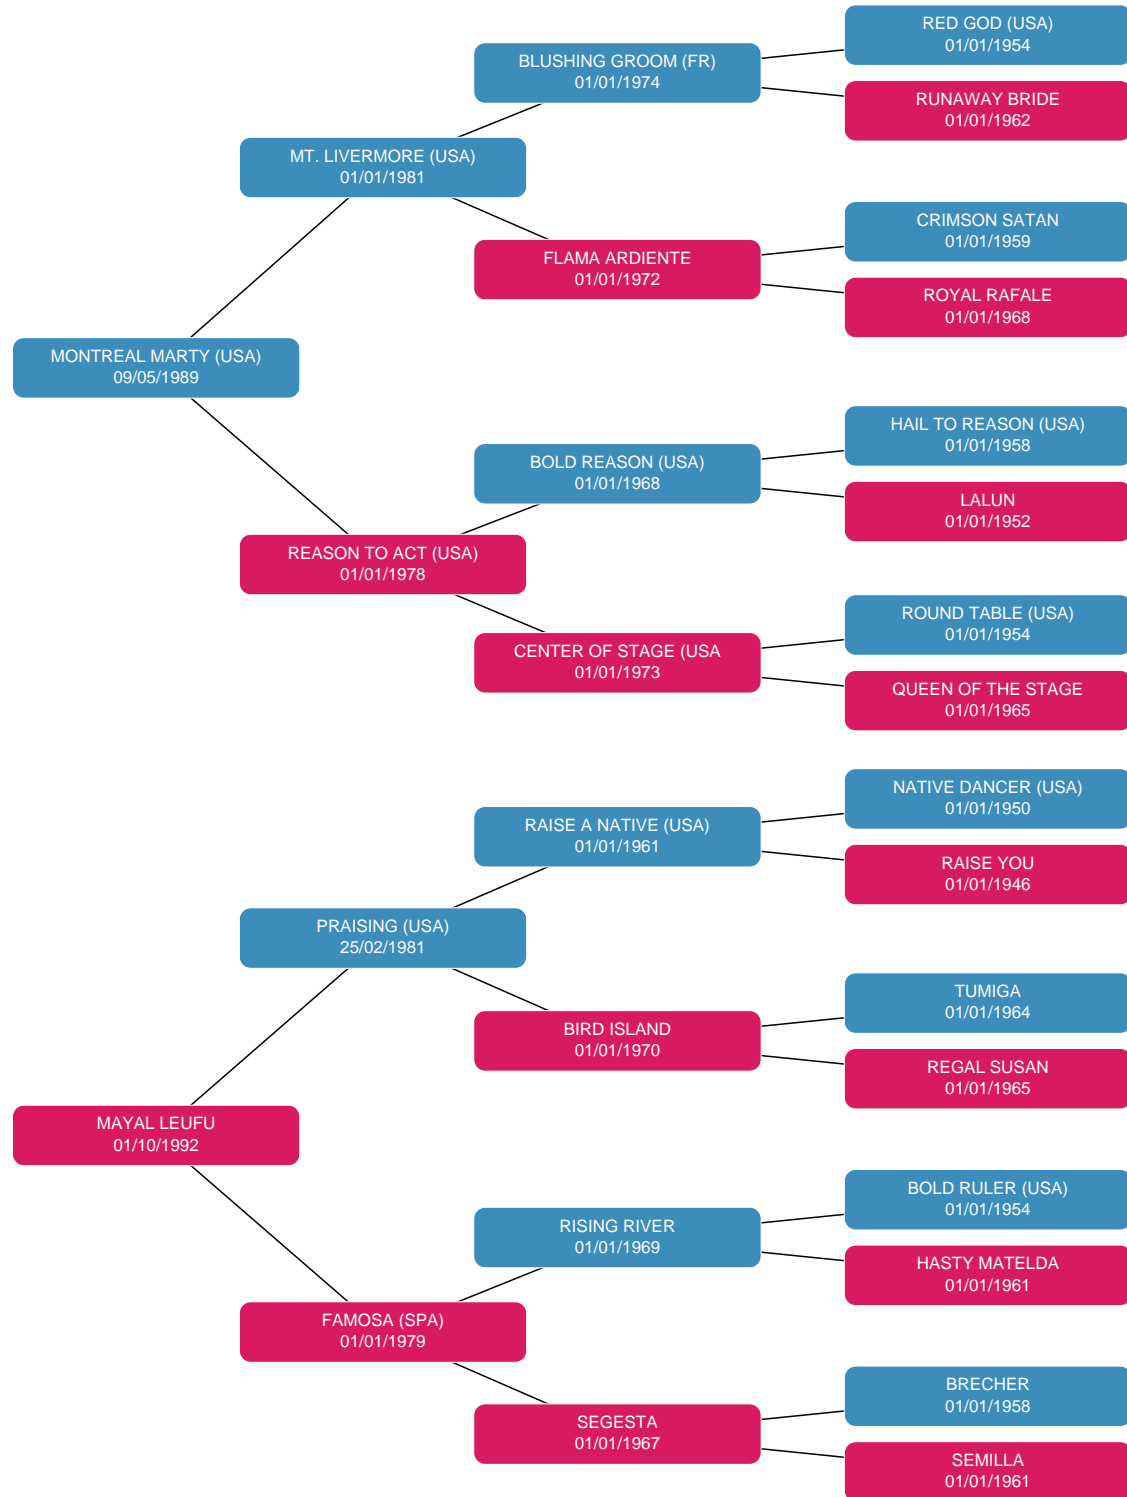 RED GOD (USA)
01/01/1954
BLUSHING GROOM (FR)
01/01/1974
RUNAWAY BRIDE
01/01/1962
MT. LIVERMORE (USA)
01/01/1981
CRIMSON SATAN
01/01/1959
FLAMA ARDIENTE
01/01/1972
ROYAL RAFALE
01/01/1968
MONTREAL MARTY (USA)
09/05/1989
HAIL TO REASON (USA)
01/01/1958
BOLD REASON (USA)
01/01/1968
LALUN
01/01/1952
REASON TO ACT (USA)
01/01/1978
ROUND TABLE (USA)
01/01/1954
CENTER OF STAGE (USA
01/01/1973
QUEEN OF THE STAGE
01/01/1965
NATIVE DANCER (USA)
01/01/1950
RAISE A NATIVE (USA)
01/01/1961
RAISE YOU
01/01/1946
PRAISING (USA)
25/02/1981
TUMIGA
01/01/1964
BIRD ISLAND
01/01/1970
REGAL SUSAN
01/01/1965
MAYAL LEUFU
01/10/1992
BOLD RULER (USA)
01/01/1954
RISING RIVER
01/01/1969
HASTY MATELDA
01/01/1961
FAMOSA (SPA)
01/01/1979
BRECHER
01/01/1958
SEGESTA
01/01/1967
SEMILLA
01/01/1961